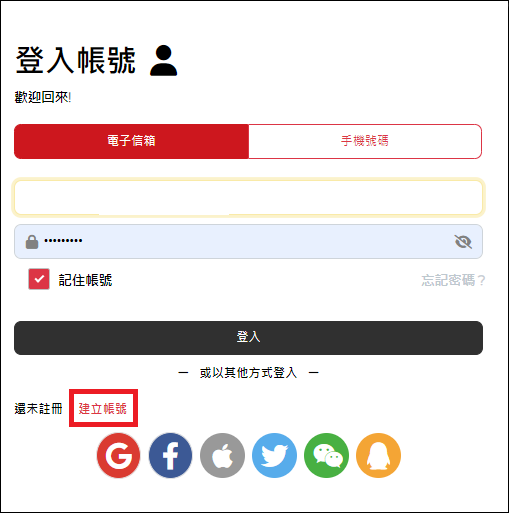 登入帳號
歡迎回來!
電子信箱 手機號碼
•••••••••
記住帳號 忘記密碼？
登入
一 或以其他方式登入 一
還未註冊 建立帳號